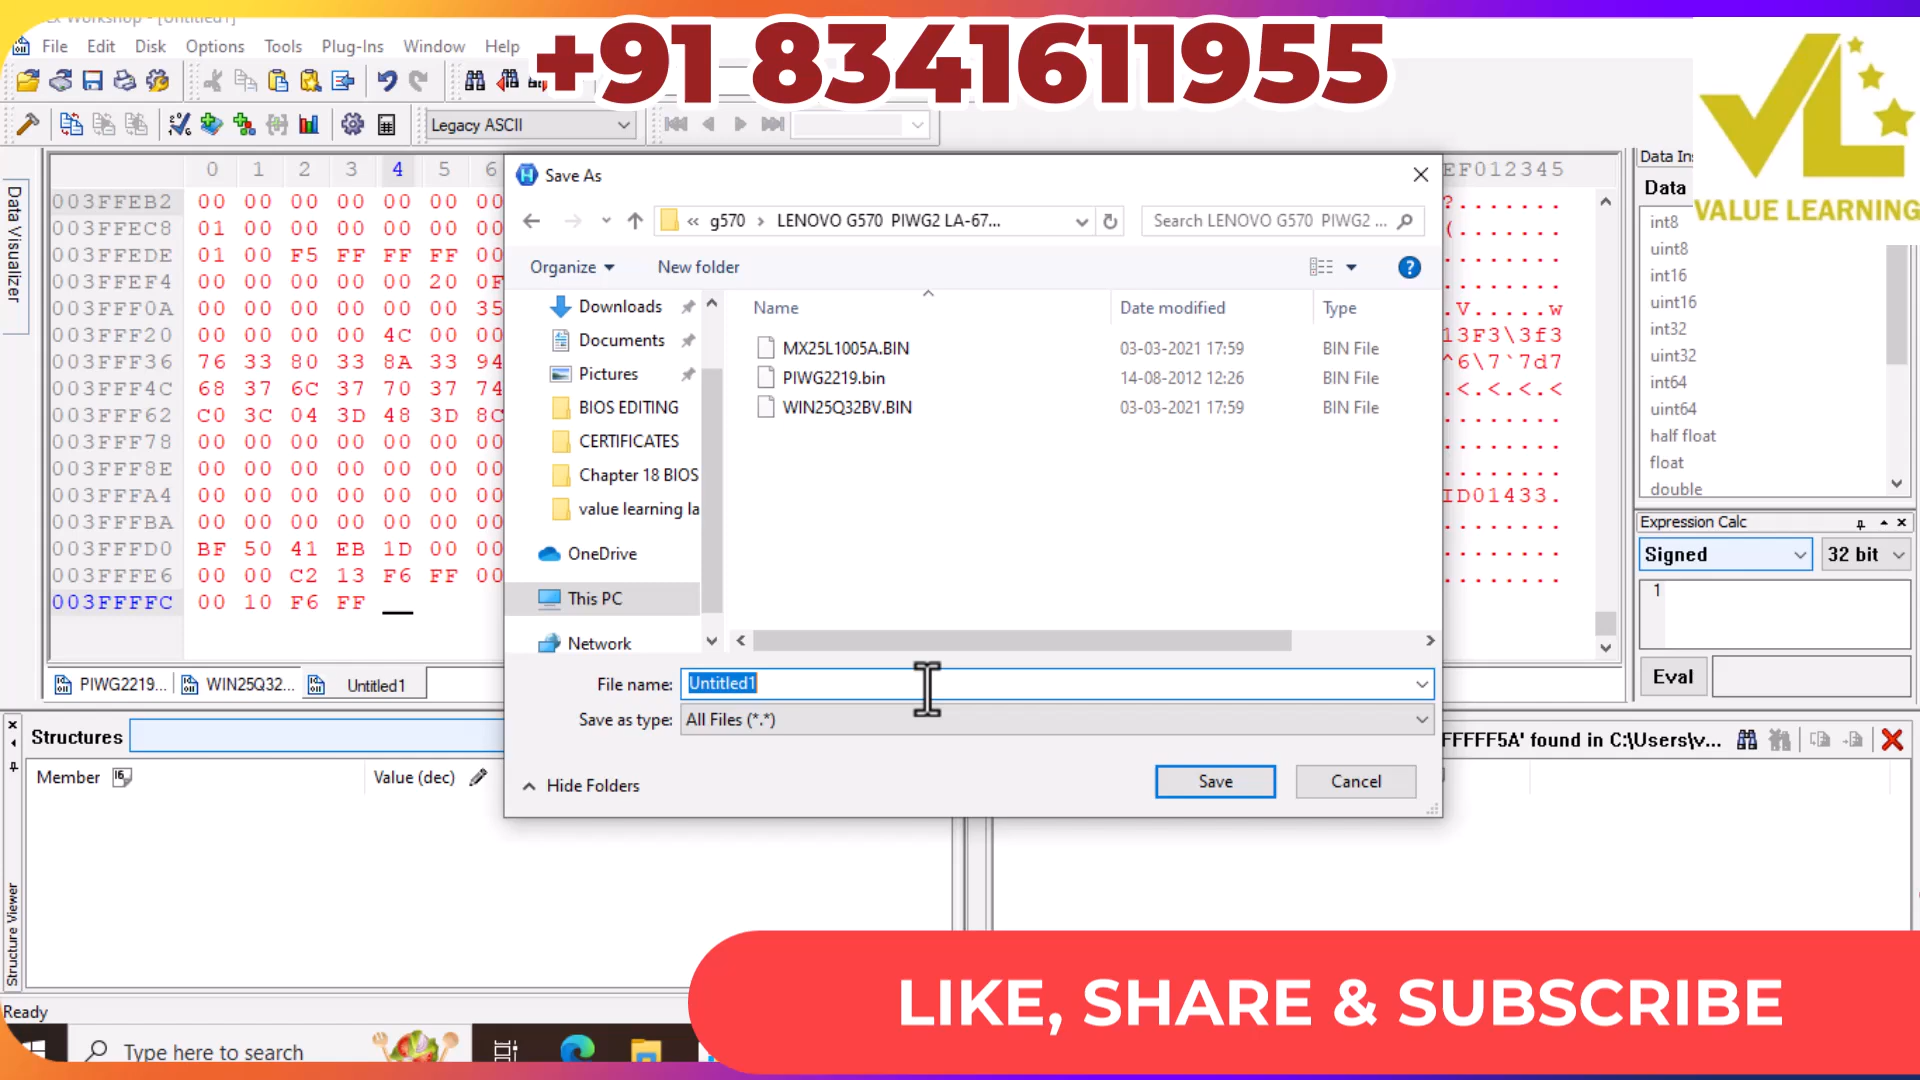 Ex Workshop - [Untitled1]
+91 8341611955
File Edit Disk Options Tools Plug-Ins Window Help
Legacy ASCII
VALUE LEARNING
Data Visualizer
0 1 2 3 4 5 6
EF012345
Data Ins
Data
003FFEB2 00 00 00 00 00 00 00
003FFEC8 01 00 00 00 00 00 00
003FFEDE 01 00 F5 FF FF FF 00
003FFEF4 00 00 00 00 00 20 0F
003FFF0A 00 00 00 00 00 00 35
003FFF20 00 00 00 00 4C 00 00
003FFF36 76 33 80 33 8A 33 94
003FFF4C 68 37 6C 37 70 37 74
003FFF62 C0 3C 04 3D 48 3D 8C
003FFF78 00 00 00 00 00 00 00
003FFF8E 00 00 00 00 00 00 00
003FFFA4 00 00 00 00 00 00 00
003FFFBA 00 00 00 00 00 00 00
003FFFD0 BF 50 41 EB 1D 00 00
003FFFE6 00 00 C2 13 F6 FF 00
003FFFFC 00 10 F6 FF
Save As
« g570 › LENOVO G570 PIWG2 LA-67...
Search LENOVO G570 PIWG2 ...
Organize New folder
Downloads
Documents
Pictures
BIOS EDITING
CERTIFICATES
Chapter 18 BIOS
value learning la
OneDrive
This PC
Network
Name Date modified Type
MX25L1005A.BIN 03-03-2021 17:59 BIN File
PIWG2219.bin 14-08-2012 12:26 BIN File
WIN25Q32BV.BIN 03-03-2021 17:59 BIN File
File name: Untitled1
Save as type: All Files (*.*)
Hide Folders
Save Cancel
?.......
(.......
.V.....w
13F3\3f3
^6\7`7d7
.<.<.<.<
ID01433.
int8
uint8
int16
uint16
int32
uint32
int64
uint64
half float
float
double
Expression Calc
Signed 32 bit
1
Eval
PIWG2219... WIN25Q32... Untitled1
Structures
FFFFF5A' found in C:\Users\v...
Member Value (dec)
Structure Viewer
Ready
Type here to search
LIKE, SHARE & SUBSCRIBE